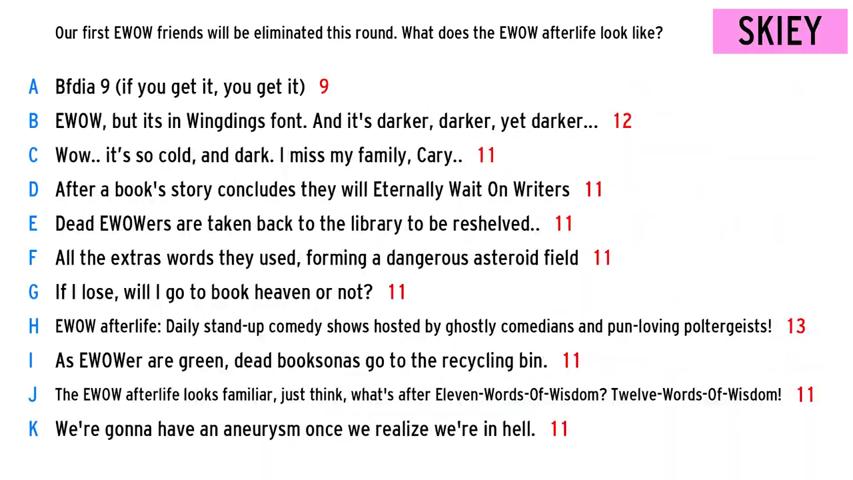 Our first EWOW friends will be eliminated this round. What does the EWOW afterlife look like?
SKIEY
A Bfdia 9 (if you get it, you get it) 9
B EWOW, but its in Wingdings font. And it's darker, darker, yet darker... 12
C Wow.. it’s so cold, and dark. I miss my family, Cary.. 11
D After a book's story concludes they will Eternally Wait On Writers 11
E Dead EWOWers are taken back to the library to be reshelved.. 11
F All the extras words they used, forming a dangerous asteroid field 11
G If I lose, will I go to book heaven or not? 11
H EWOW afterlife: Daily stand-up comedy shows hosted by ghostly comedians and pun-loving poltergeists! 13
I As EWOWer are green, dead booksonas go to the recycling bin. 11
J The EWOW afterlife looks familiar, just think, what's after Eleven-Words-Of-Wisdom? Twelve-Words-Of-Wisdom! 11
K We're gonna have an aneurysm once we realize we're in hell. 11